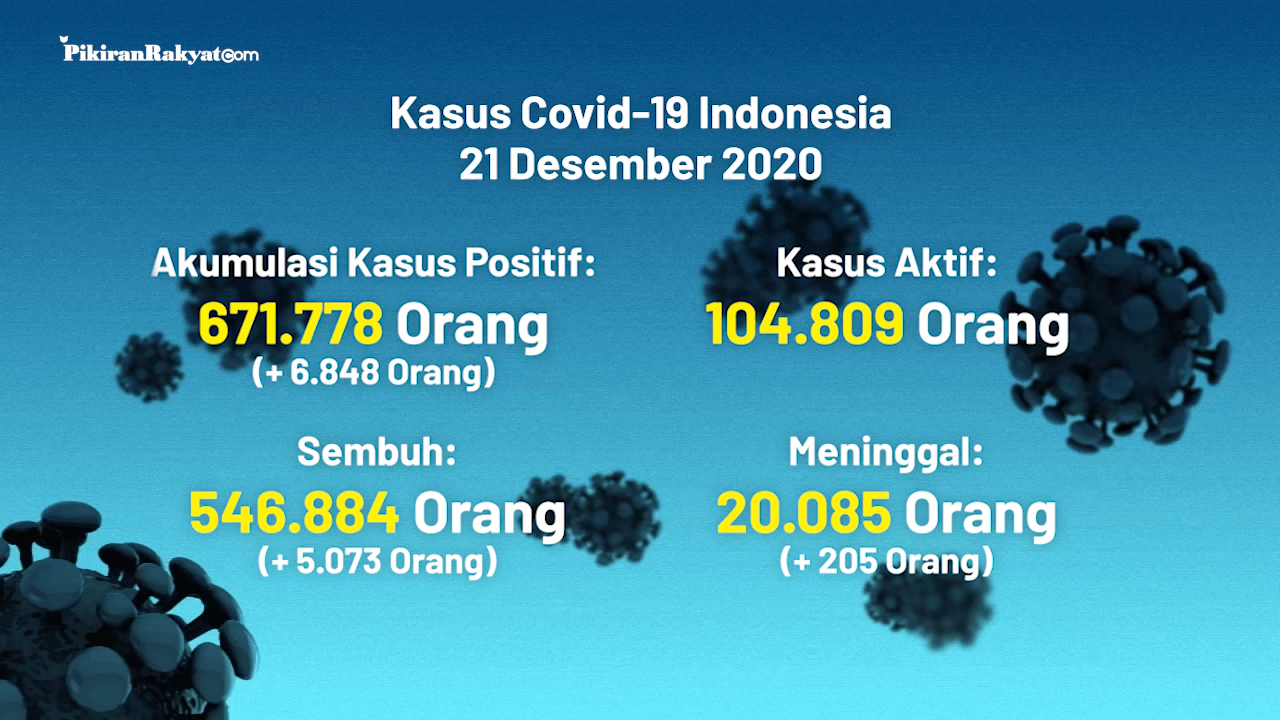 PikiranRakyat.com
Kasus Covid-19 Indonesia
21 Desember 2020
Akumulasi Kasus Positif:
671.778 Orang
(+ 6.848 Orang)
Kasus Aktif:
104.809 Orang
Sembuh:
546.884 Orang
(+ 5.073 Orang)
Meninggal:
20.085 Orang
(+ 205 Orang)